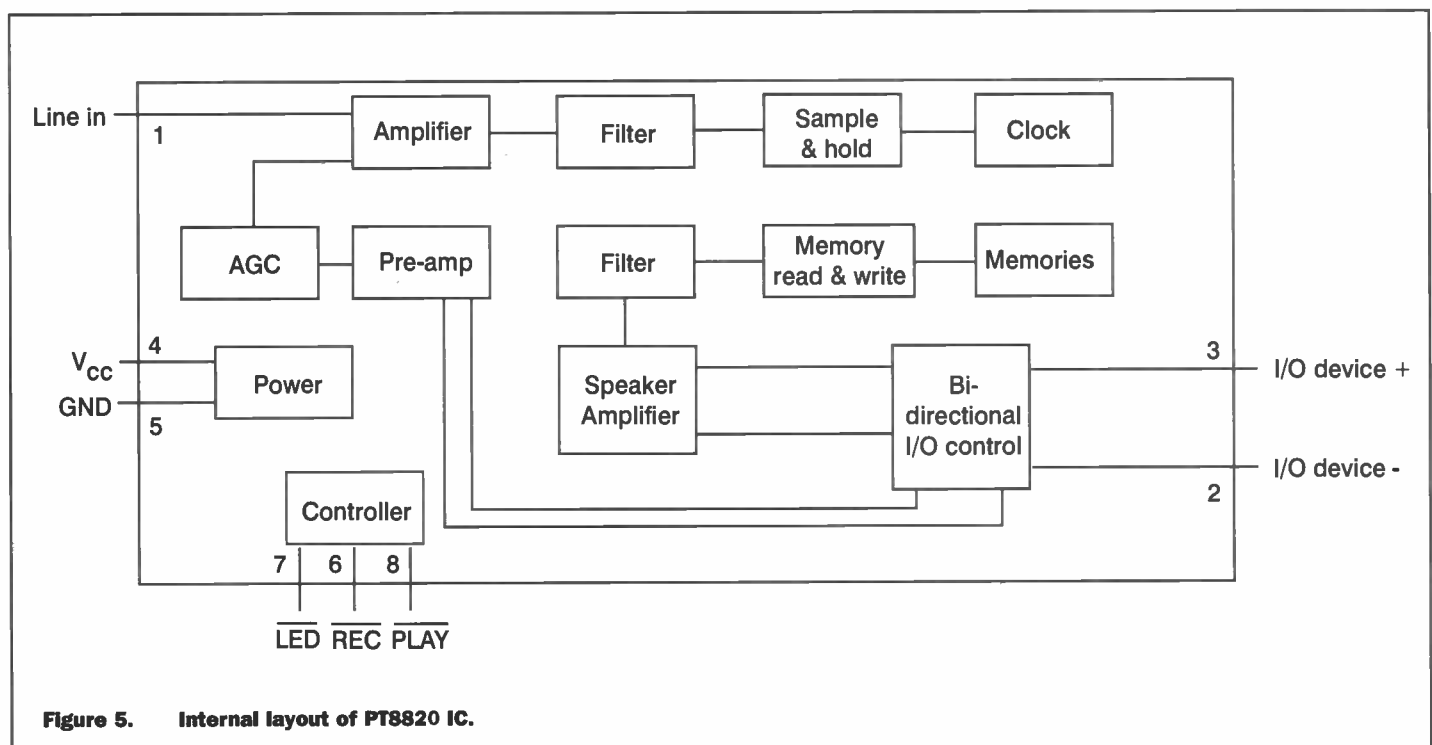 Line in
1
Amplifier
Filter
Sample
& hold
Clock
AGC
Pre-amp
Filter
Memory
read & write
Memories
4
VCC
GND
5
Power
Speaker
Amplifier
Bi-
directional
I/O control
3
I/O device +
I/O device -
2
Controller
7
6
8
LED
REC
PLAY
Figure 5. Internal layout of PT8820 IC.